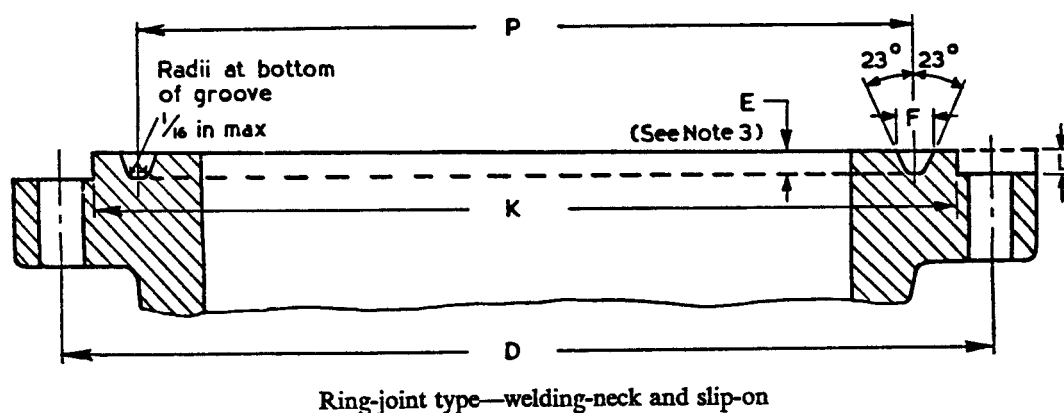 P
Radii at bottom
of groove
1/16 in max
E
(See Note 3)
23° 23°
F
K
D
Ring-joint type—welding-neck and slip-on